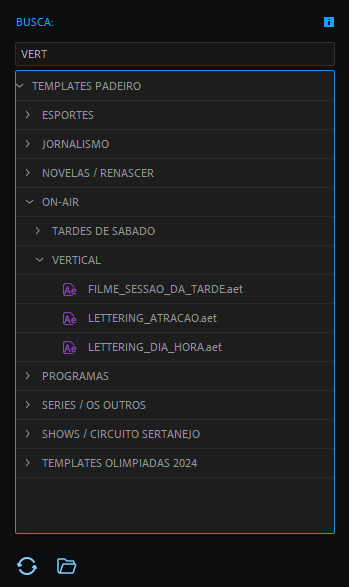 BUSCA:
VERT
TEMPLATES PADEIRO
ESPORTES
JORNALISMO
NOVELAS / RENASCER
ON-AIR
TARDES DE SABADO
VERTICAL
Ae FILME_SESSAO_DA_TARDE.aet
Ae LETTERING_ATRACAO.aet
Ae LETTERING_DIA_HORA.aet
PROGRAMAS
SERIES / OS OUTROS
SHOWS / CIRCUITO SERTANEJO
TEMPLATES OLIMPIADAS 2024